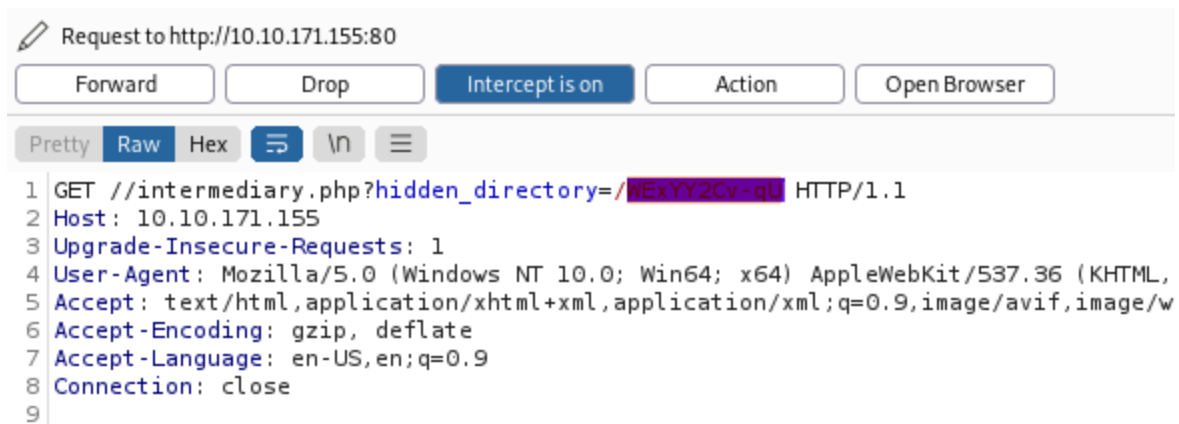 Request to http://10.10.171.155:80
Forward Drop Intercept is on Action Open Browser
Pretty Raw Hex \n
1 GET //intermediary.php?hidden_directory=/WExYY2Cv-qU HTTP/1.1
2 Host: 10.10.171.155
3 Upgrade-Insecure-Requests: 1
4 User-Agent: Mozilla/5.0 (Windows NT 10.0; Win64; x64) AppleWebKit/537.36 (KHTML,
5 Accept: text/html,application/xhtml+xml,application/xml;q=0.9,image/avif,image/w
6 Accept-Encoding: gzip, deflate
7 Accept-Language: en-US,en;q=0.9
8 Connection: close
9